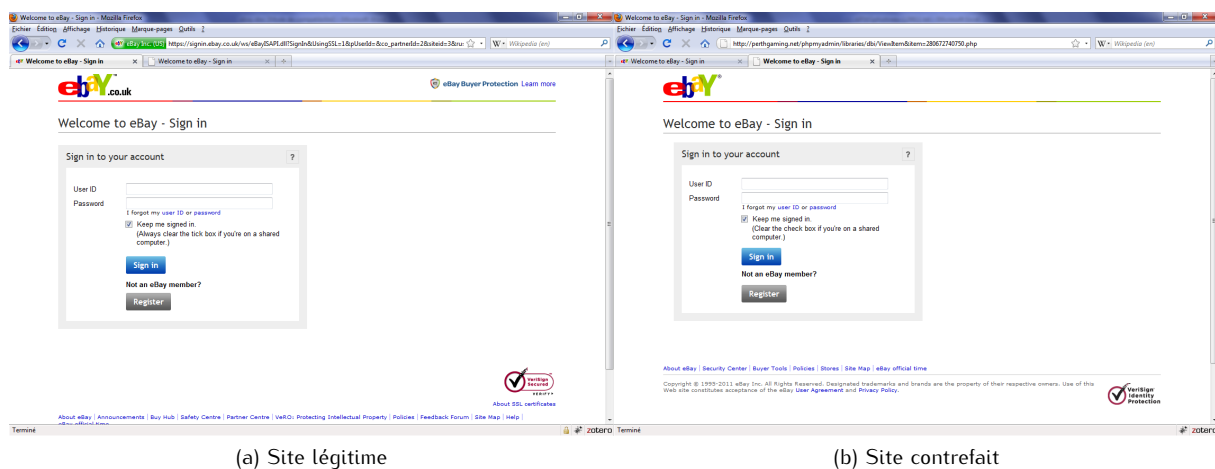 Welcome to eBay - Sign in - Mozilla Firefox
Fichier Edition Affichage Historique Marque-pages Outils ?
eBay Inc. (US) https://signin.ebay.co.uk/ws/eBayISAPI.dll?SignIn&UsingSSL=1&pUserId=&co_partnerId=2&siteid=3&ru:
W Wikipedia (en)
Welcome to eBay - Sign in
Welcome to eBay - Sign in
ebaY.co.uk
eBay Buyer Protection Learn more
Welcome to eBay - Sign in
Sign in to your account ?
User ID
Password
I forgot my user ID or password
Keep me signed in.
(Always clear the tick box if you're on a shared
computer.)
Sign in
Not an eBay member?
Register
VeriSign
Secured
VERIFY
About SSL certificates
About eBay | Announcements | Buy Hub | Safety Centre | Partner Centre | VeRO: Protecting Intellectual Property | Policies | Feedback Forum | Site Map | Help |
eBay official time
Terminé
zotero
(a) Site légitime
Welcome to eBay - Sign in - Mozilla Firefox
Fichier Edition Affichage Historique Marque-pages Outils ?
http://perthgaming.net/phpmyadmin/libraries/dbi/ViewItem&item=280672740750.php
W Wikipedia (en)
Welcome to eBay - Sign in
Welcome to eBay - Sign in
ebaY
Welcome to eBay - Sign in
Sign in to your account ?
User ID
Password
I forgot my user ID or password
Keep me signed in.
(Clear the check box if you're on a shared
computer.)
Sign in
Not an eBay member?
Register
About eBay | Security Center | Buyer Tools | Policies | Stores | Site Map | eBay official time
Copyright © 1995-2011 eBay Inc. All Rights Reserved. Designated trademarks and brands are the property of their respective owners. Use of this
Web site constitutes acceptance of the eBay User Agreement and Privacy Policy.
VeriSign
Identity
Protection
Terminé
zotero
(b) Site contrefait